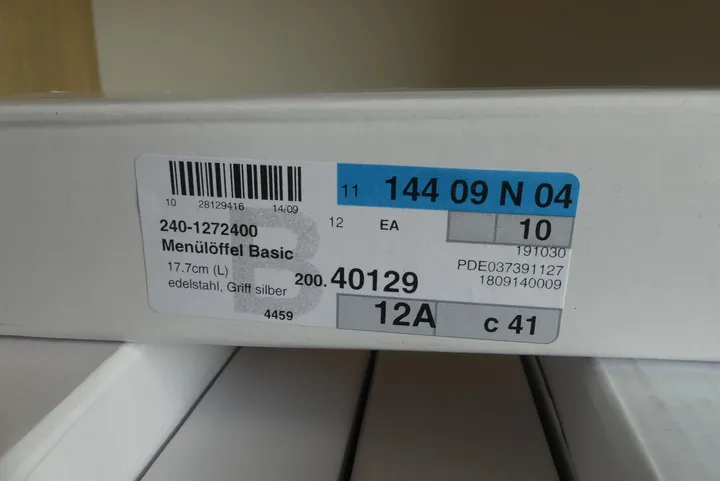 10 28129416 14/09
11 144 09 N 04
12 EA 10
240-1272400
Menülöffel Basic
17.7cm (L)
edelstahl, Griff silber
B
191030
PDE037391127
1809140009
200.40129
4459
12A c 41